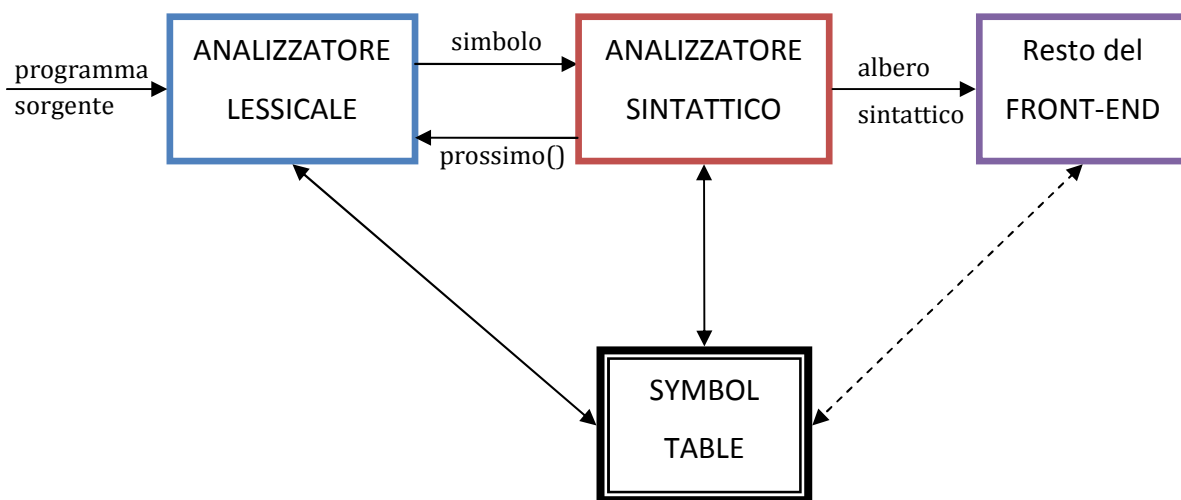 programma
sorgente
ANALIZZATORE
LESSICALE
simbolo
prossimo()
ANALIZZATORE
SINTATTICO
albero
sintattico
Resto del
FRONT-END
SYMBOL
TABLE